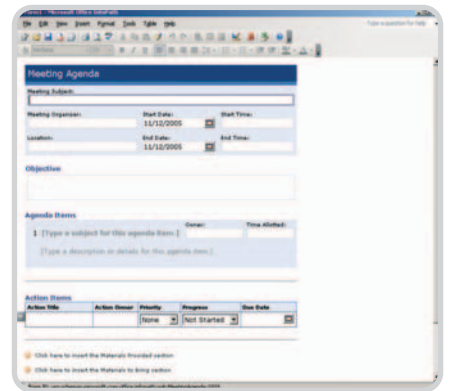 Microsoft Office InfoPath
File Edit View Insert Format Tools Table Help
Type a question for help
Meeting Agenda
Meeting Subject:
Meeting Organizer: Start Date: Start Time:
11/12/2005
Location: End Date: End Time:
11/12/2005
Objective
Agenda Items
Owner: Time Allotted:
1 [Type a subject for this agenda item.]
[Type a description or details for this agenda item.]
Action Items
Action Title Action Owner Priority Progress Due Date
None Not Started
Click here to insert the Materials Provided section
Click here to insert the Materials to Bring section